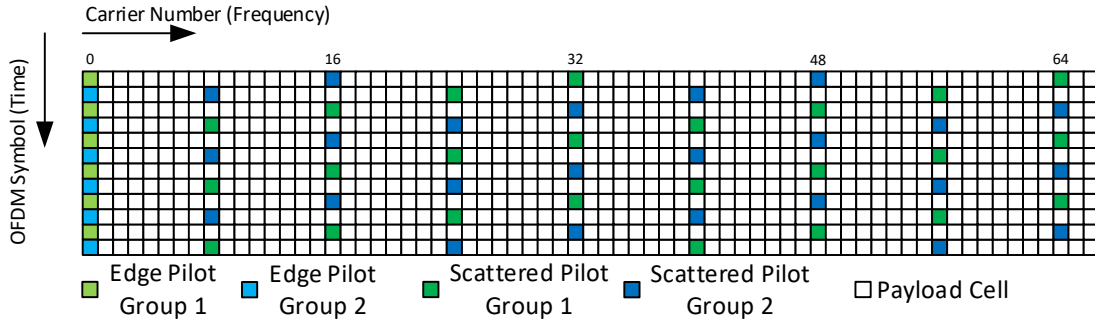 Carrier Number (Frequency)
0 16 32 48 64
OFDM Symbol (Time)
Edge Pilot
Group 1
Edge Pilot
Group 2
Scattered Pilot
Group 1
Scattered Pilot
Group 2
Payload Cell